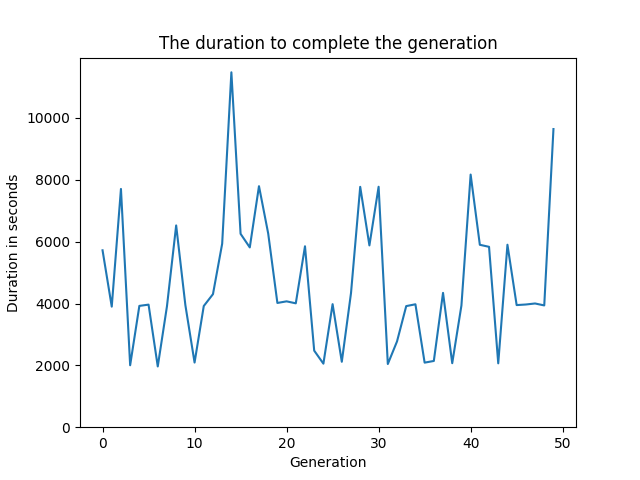 The duration to complete the generation
Duration in seconds
10000
8000
6000
4000
2000
0
0 10 20 30 40 50
Generation